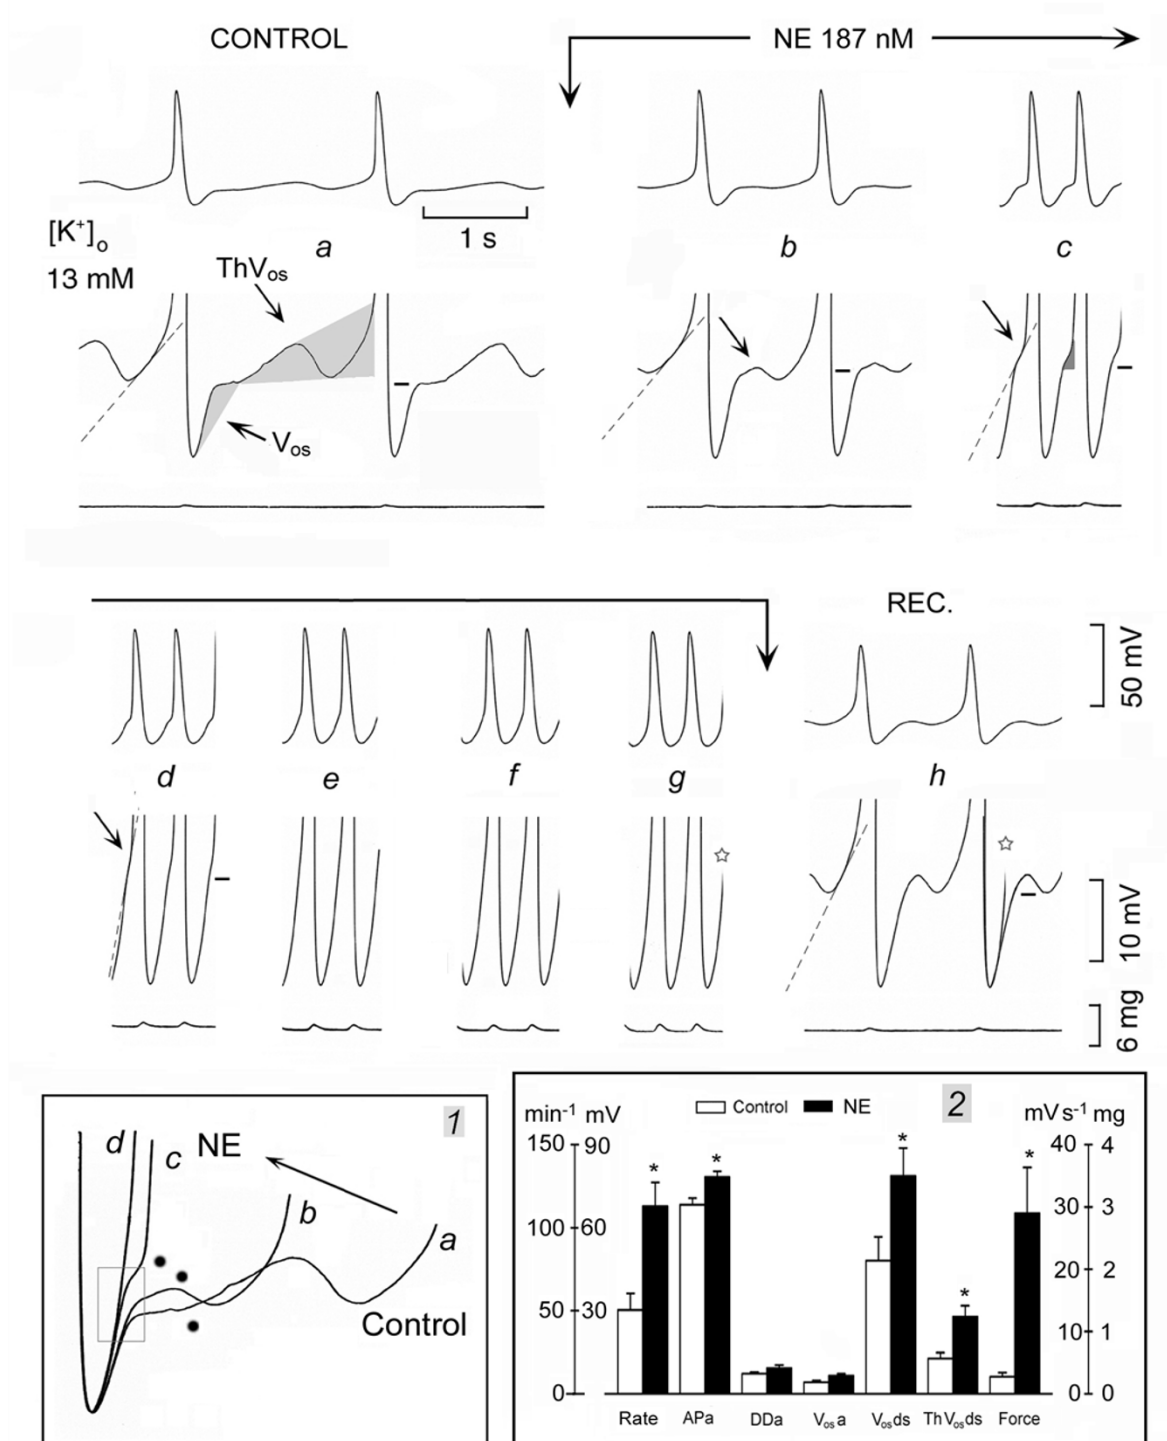 CONTROL
NE 187 nM
[K+]o
13 mM
a
1 s
b
c
ThVos
Vos
REC.
50 mV
d
e
f
g
h
10 mV
6 mg
1
d
c
NE
b
a
Control
2
min-1 mV
Control
NE
mV s-1 mg
150 90
40 4
100 60
30 3
20 2
50 30
10 1
0
0 0
* * * * *
Rate APa DDa Vos a Vos ds Th Vos ds Force